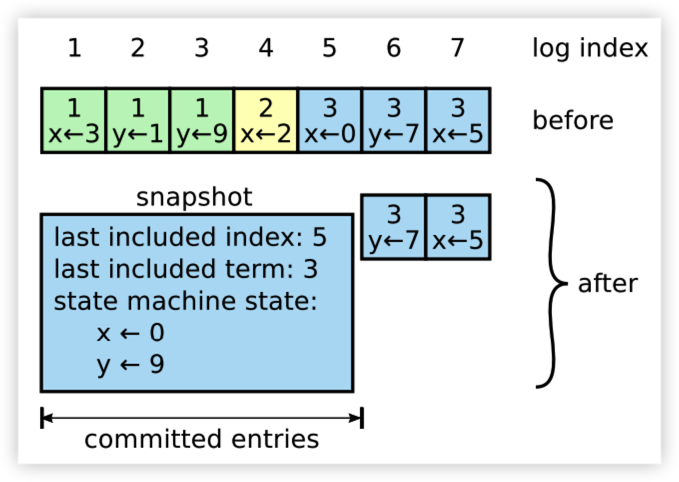 1 2 3 4 5 6 7 log index
1 1 1 2 3 3 3
x←3 y←1 y←9 x←2 x←0 y←7 x←5
before
snapshot
3 3
y←7 x←5
last included index: 5
last included term: 3
state machine state:
x ← 0
y ← 9
after
committed entries